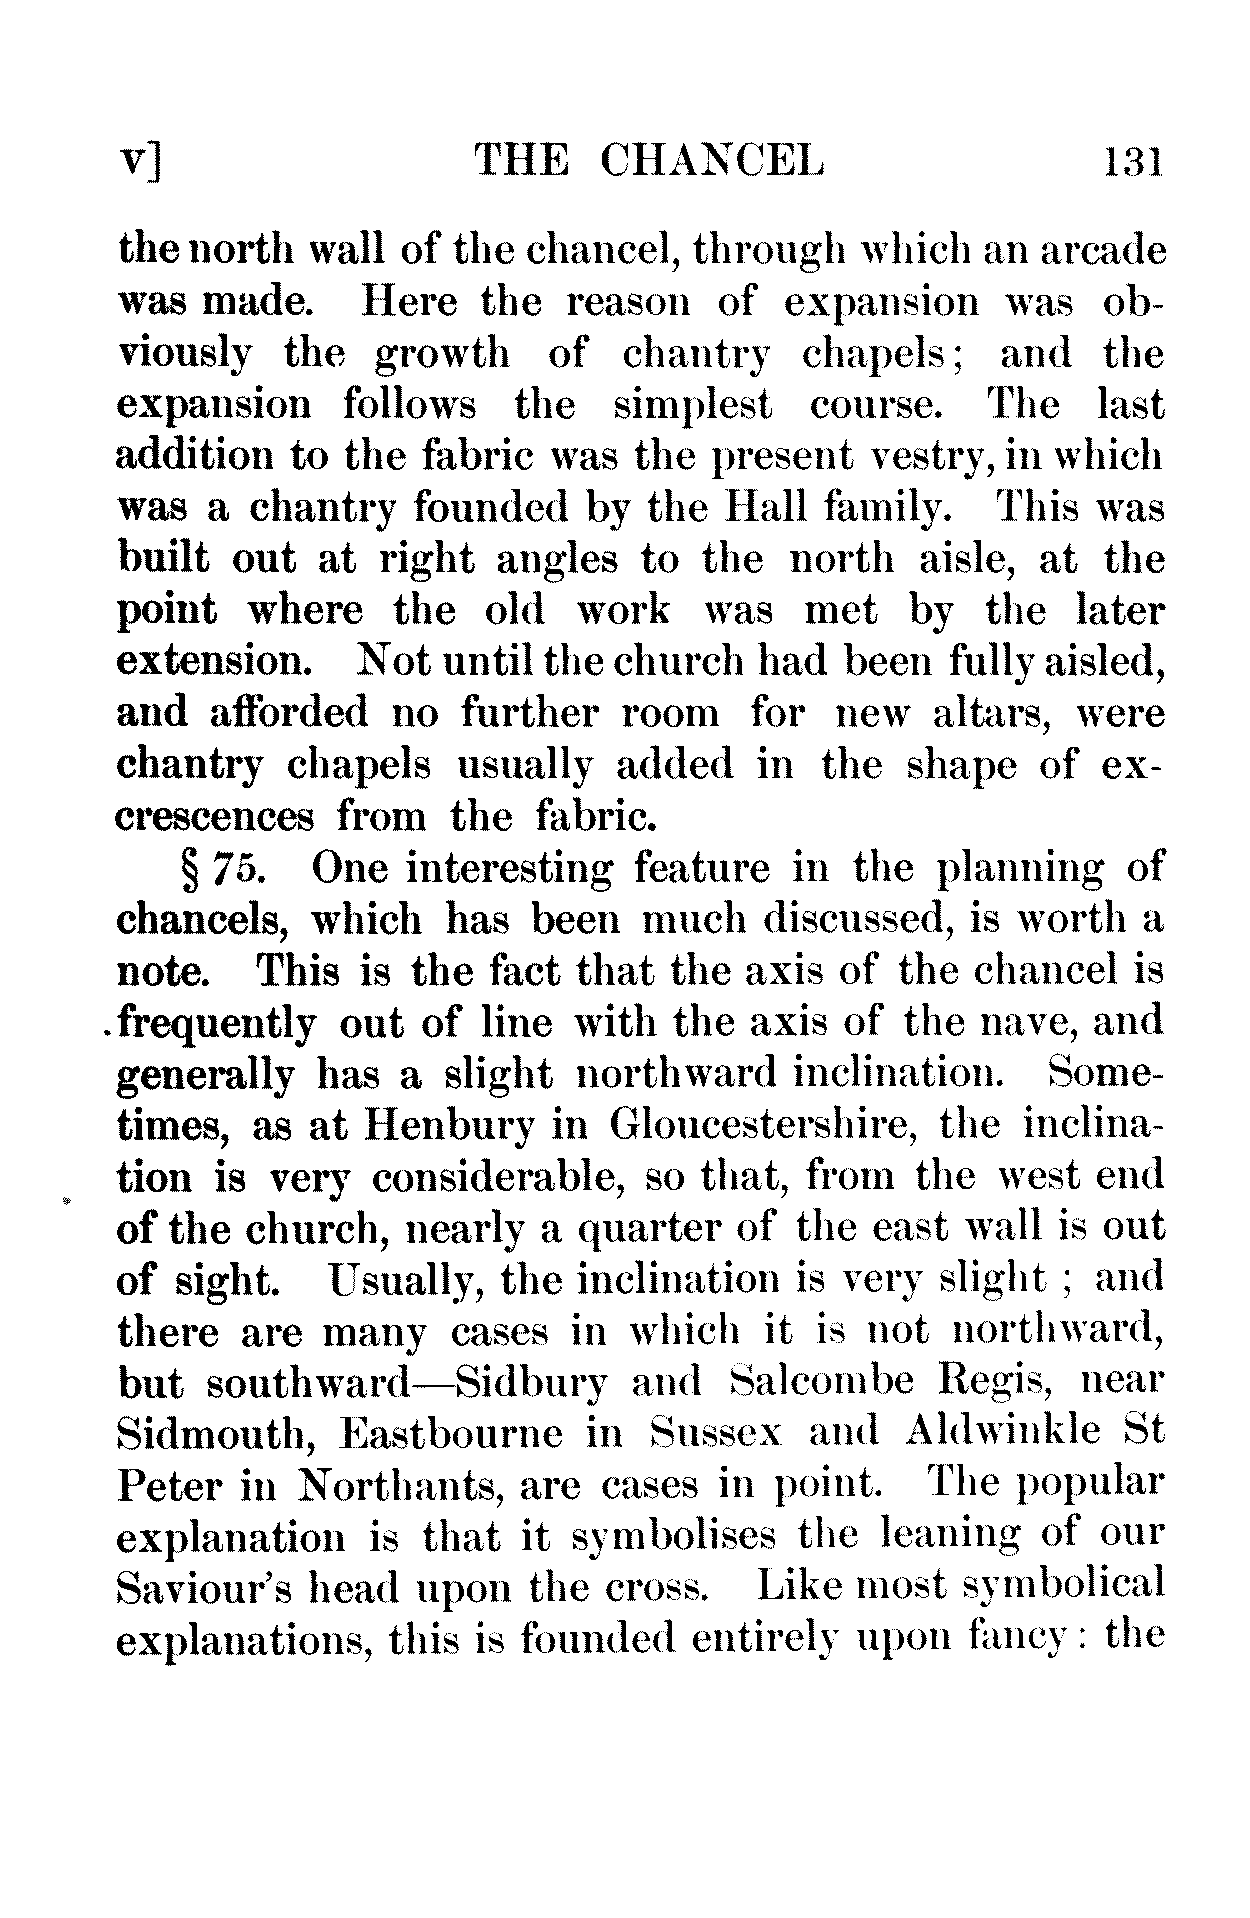 v] THE CHANCEL 131
the north wall of the chancel, through which an arcade
was made. Here the reason of expansion was ob-
viously the growth of chantry chapels; and the
expansion follows the simplest course. The last
addition to the fabric was the present vestry, in which
was a chantry founded by the Hall family. This was
built out at right angles to the north aisle, at the
point where the old work was met by the later
extension. Not until the church had been fully aisled,
and afforded no further room for new altars, were
chantry chapels usually added in the shape of ex-
crescences from the fabric.
§ 75. One interesting feature in the planning of
chancels, which has been much discussed, is worth a
note. This is the fact that the axis of the chancel is
frequently out of line with the axis of the nave, and
generally has a slight northward inclination. Some-
times, as at Henbury in Gloucestershire, the inclina-
tion is very considerable, so that, from the west end
of the church, nearly a quarter of the east wall is out
of sight. Usually, the inclination is very slight ; and
there are many cases in which it is not northward,
but southward—Sidbury and Salcombe Regis, near
Sidmouth, Eastbourne in Sussex and Aldwinkle St
Peter in Northants, are cases in point. The popular
explanation is that it symbolises the leaning of our
Saviour's head upon the cross. Like most symbolical
explanations, this is founded entirely upon fancy : the